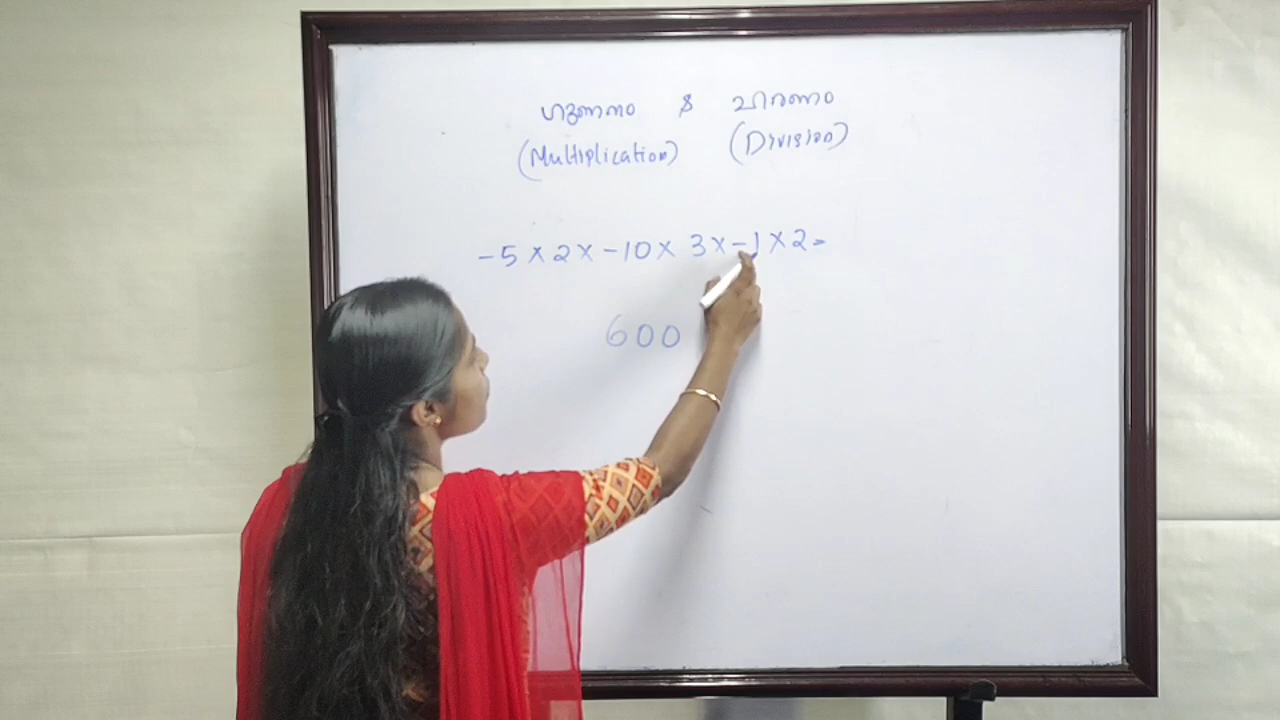 ഗുണനം & ഹരണം
(Multiplication) (Division)
-5 × 2 × -10 × 3 × -1 × 2 =
600